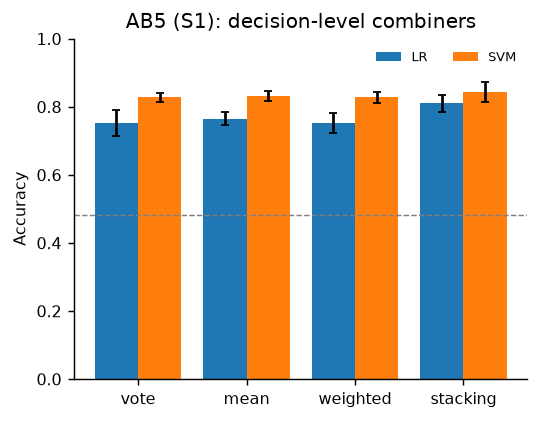 AB5 (S1): decision-level combiners
LR SVM
Accuracy
1.0
0.8
0.6
0.4
0.2
0.0
vote mean weighted stacking